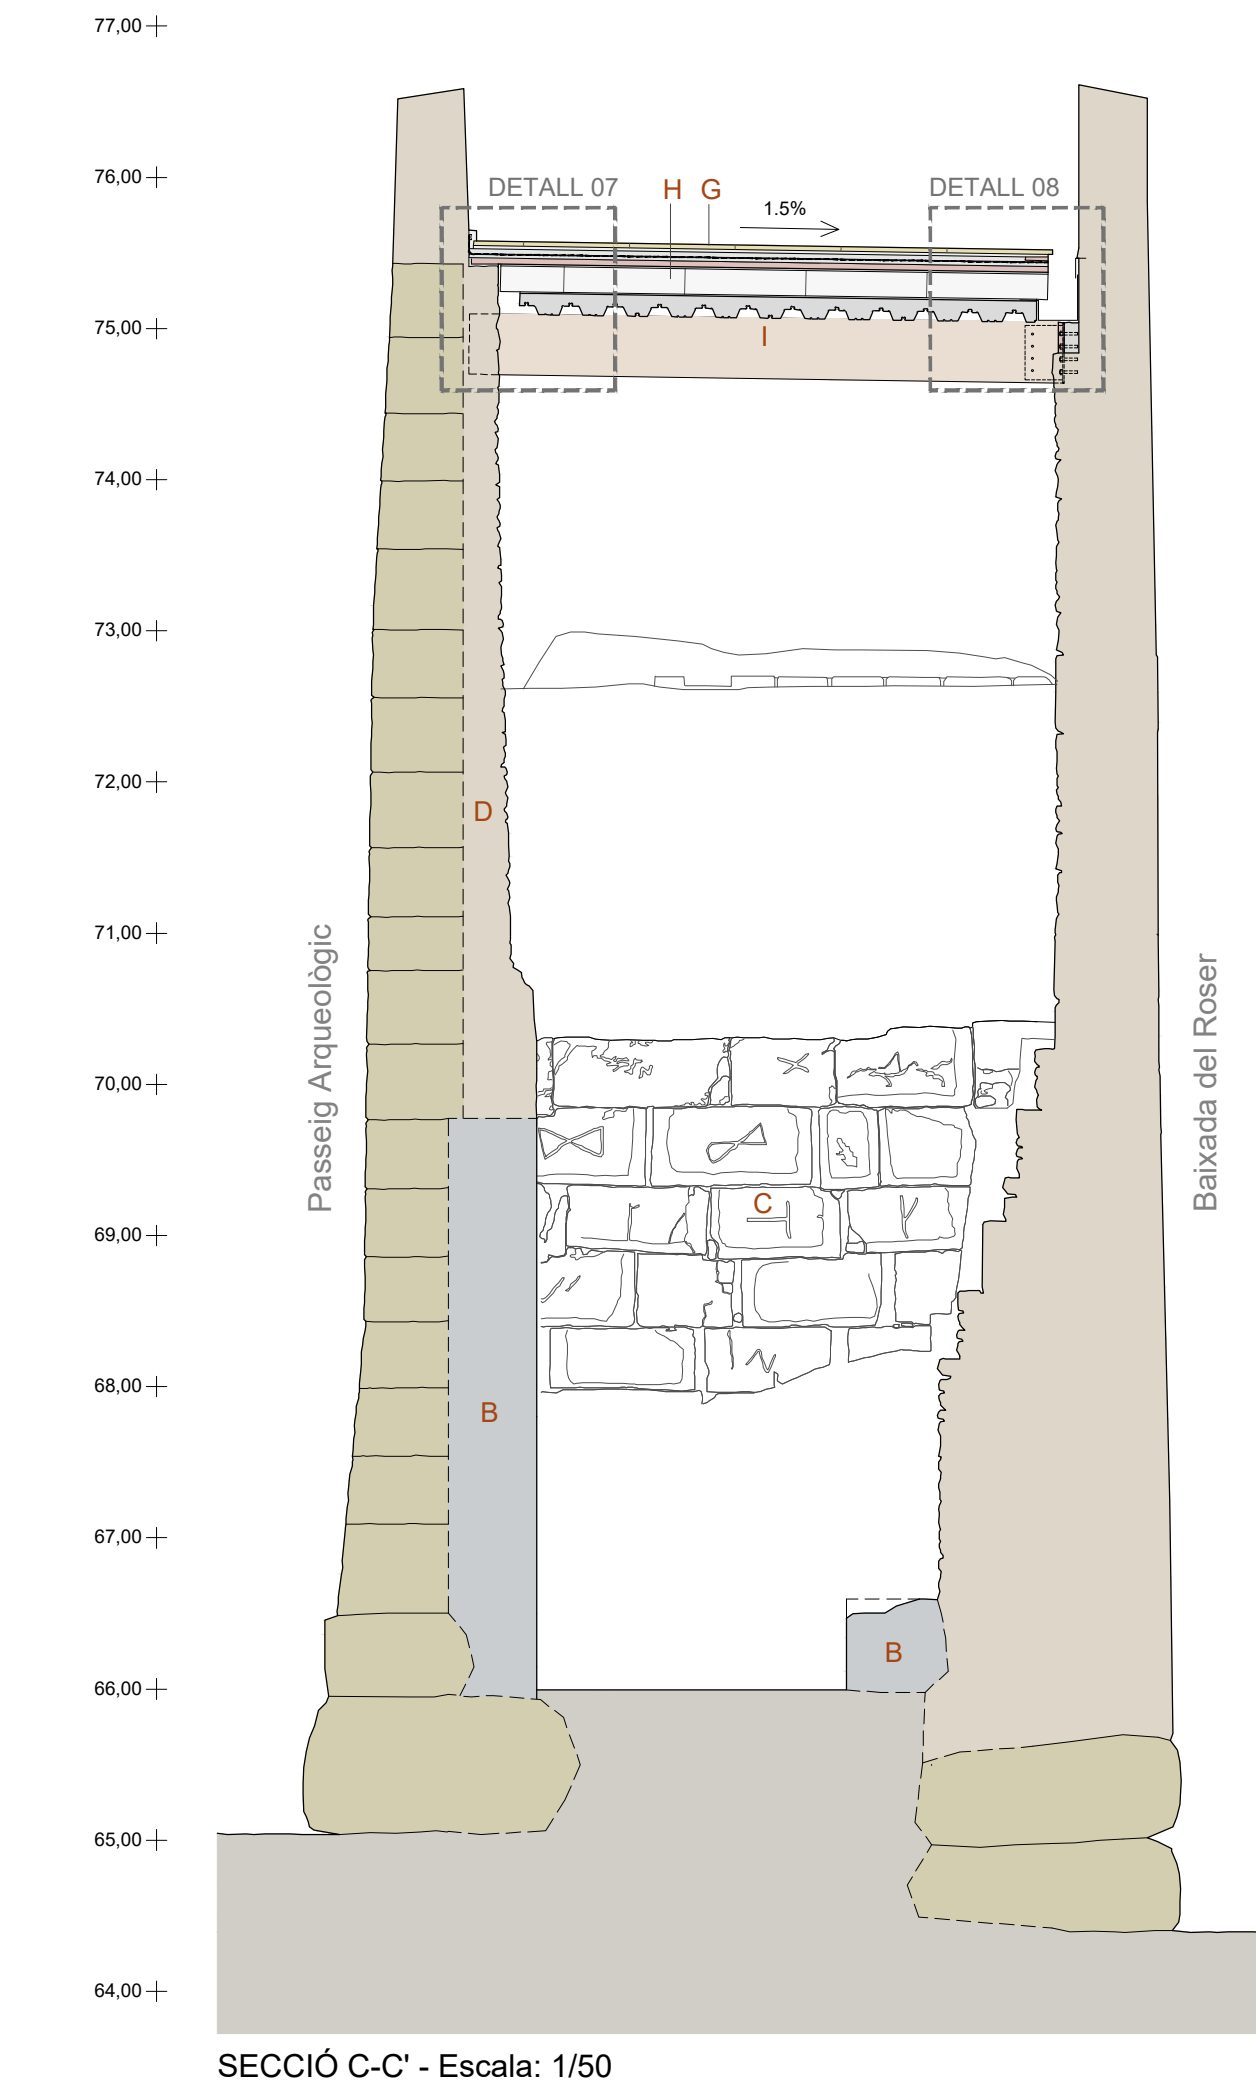 77,00
76,00
DETALL 07
H
G
1.5%
DETALL 08
75,00
I
74,00
73,00
72,00
D
71,00
Passeig Arqueològic
Baixada del Roser
70,00
C
69,00
68,00
B
67,00
B
66,00
65,00
64,00
SECCIÓ C-C' - Escala: 1/50